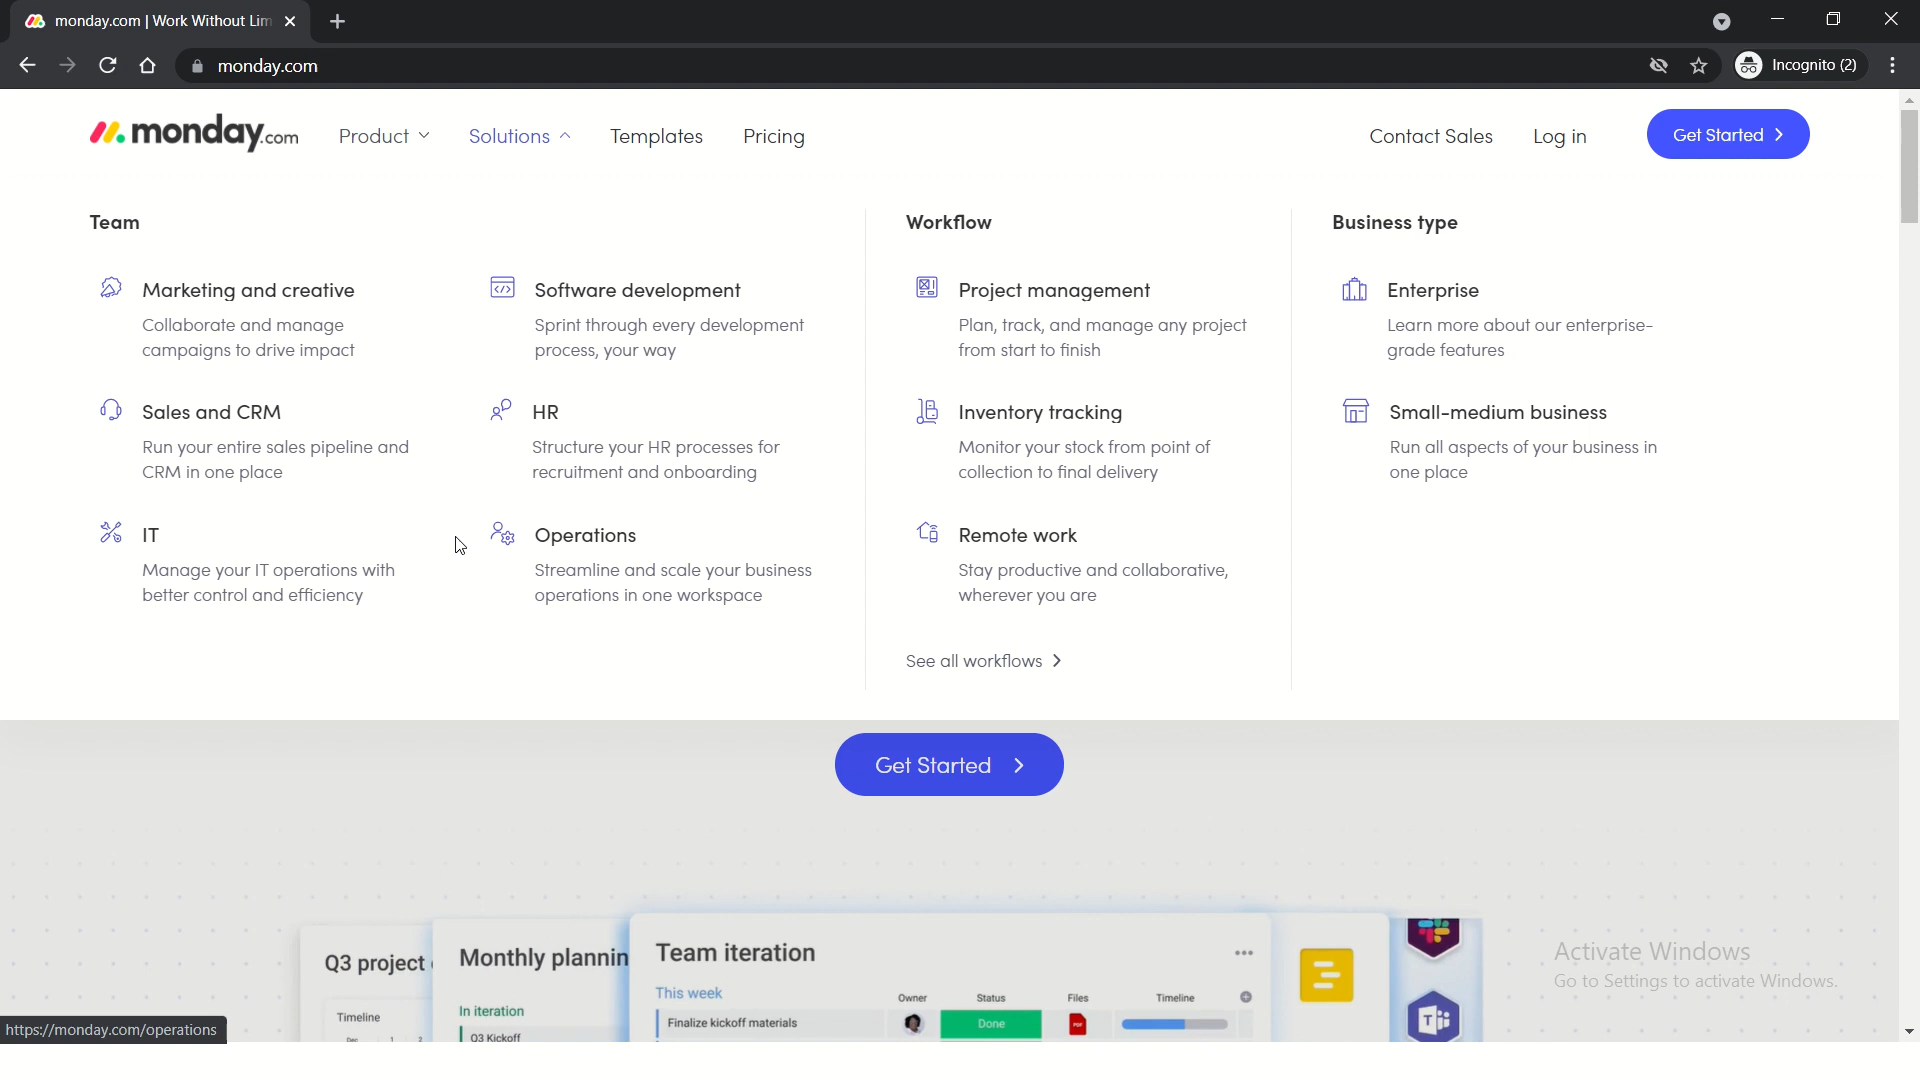 monday.com | Work Without Lim
monday.com
Incognito (2)
monday.com
Product
Solutions
Templates
Pricing
Contact Sales
Log in
Get Started
Team
Marketing and creative
Collaborate and manage
campaigns to drive impact
Software development
Sprint through every development
process, your way
Sales and CRM
Run your entire sales pipeline and
CRM in one place
HR
Structure your HR processes for
recruitment and onboarding
IT
Manage your IT operations with
better control and efficiency
Operations
Streamline and scale your business
operations in one workspace
Workflow
Project management
Plan, track, and manage any project
from start to finish
Inventory tracking
Monitor your stock from point of
collection to final delivery
Remote work
Stay productive and collaborative,
wherever you are
See all workflows
Business type
Enterprise
Learn more about our enterprise-
grade features
Small-medium business
Run all aspects of your business in
one place
Get Started
Q3 project
Timeline
Dec 1 2
Monthly plannin
In iteration
Q3 Kickoff
Team iteration
This week
Owner Status Files Timeline
Finalize kickoff materials
Done
PDF
Activate Windows
Go to Settings to activate Windows.
https://monday.com/operations